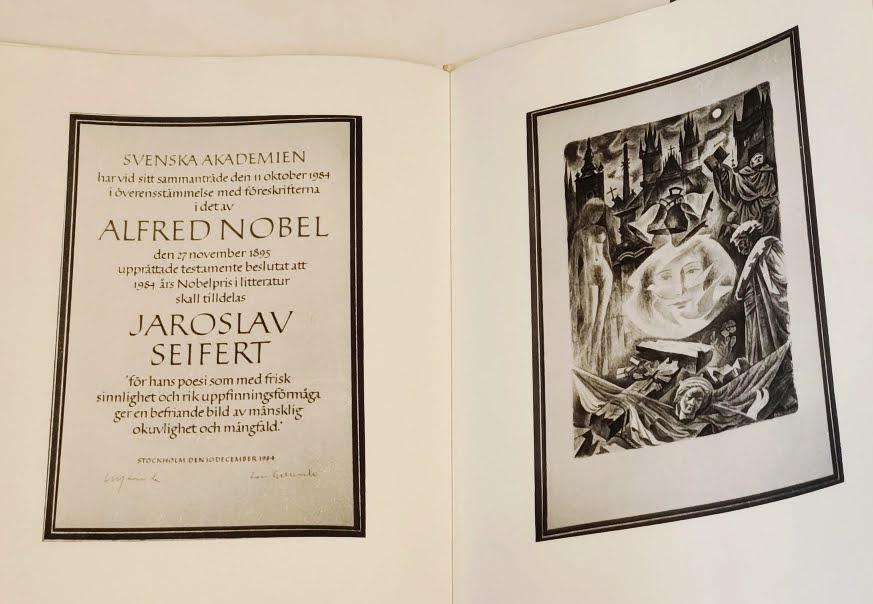 SVENSKA AKADEMIEN
har vid sitt sammanträde den 11 oktober 1984
i överensstämmelse med föreskrifterna
i det av
ALFRED NOBEL
den 27 november 1895
upprättade testamente beslutat att
1984 års Nobelpris i litteratur
skall tilldelas
JAROSLAV
SEIFERT
"för hans poesi som med frisk
sinnlighet och rik uppfinningsförmåga
ger en befriande bild av mänsklig
okuvlighet och mångfald."
STOCKHOLM DEN 10 DECEMBER 1984